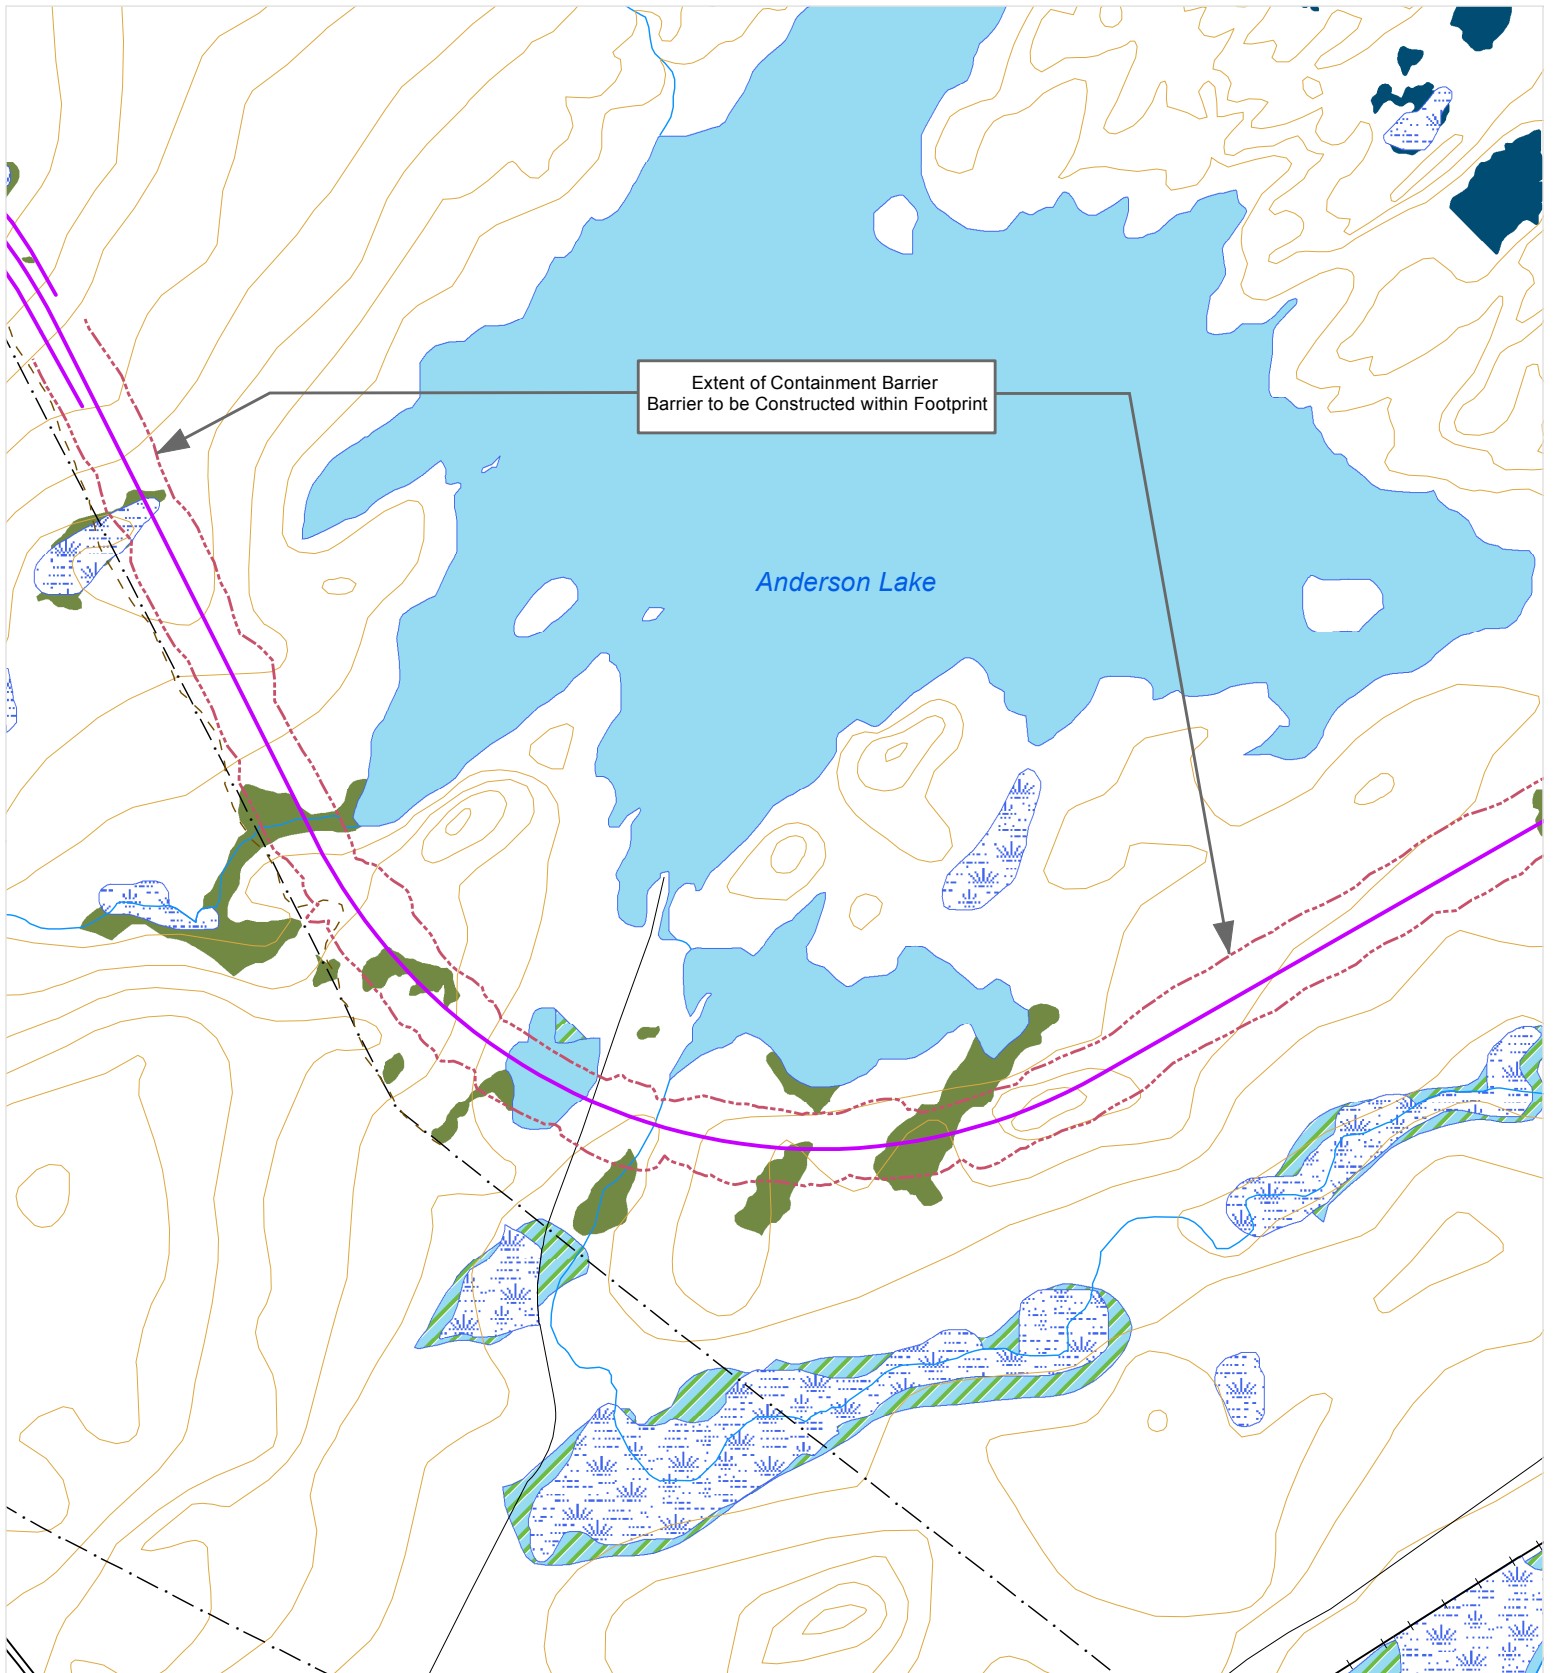 Extent of Containment Barrier
Barrier to be Constructed within Footprint
Anderson Lake